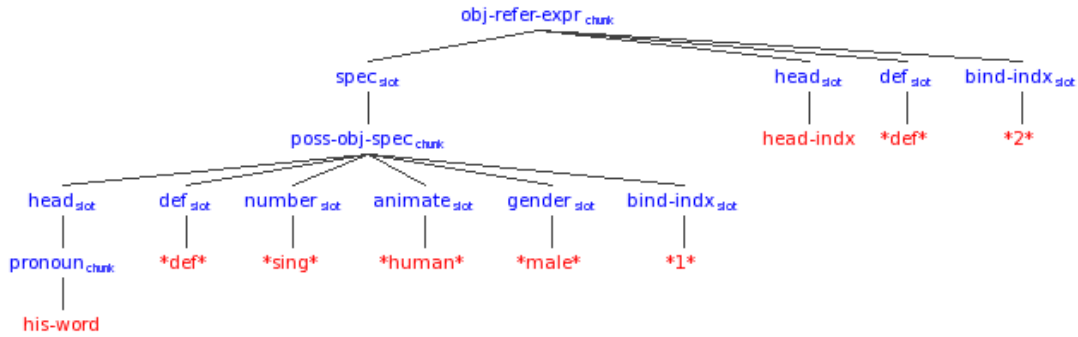 obj-refer-expr chunk
spec slot head slot def slot bind-indx slot
poss-obj-spec chunk head-indx *def* *2*
head slot def slot number slot animate slot gender slot bind-indx slot
pronoun chunk *def* *sing* *human* *male* *1*
his-word